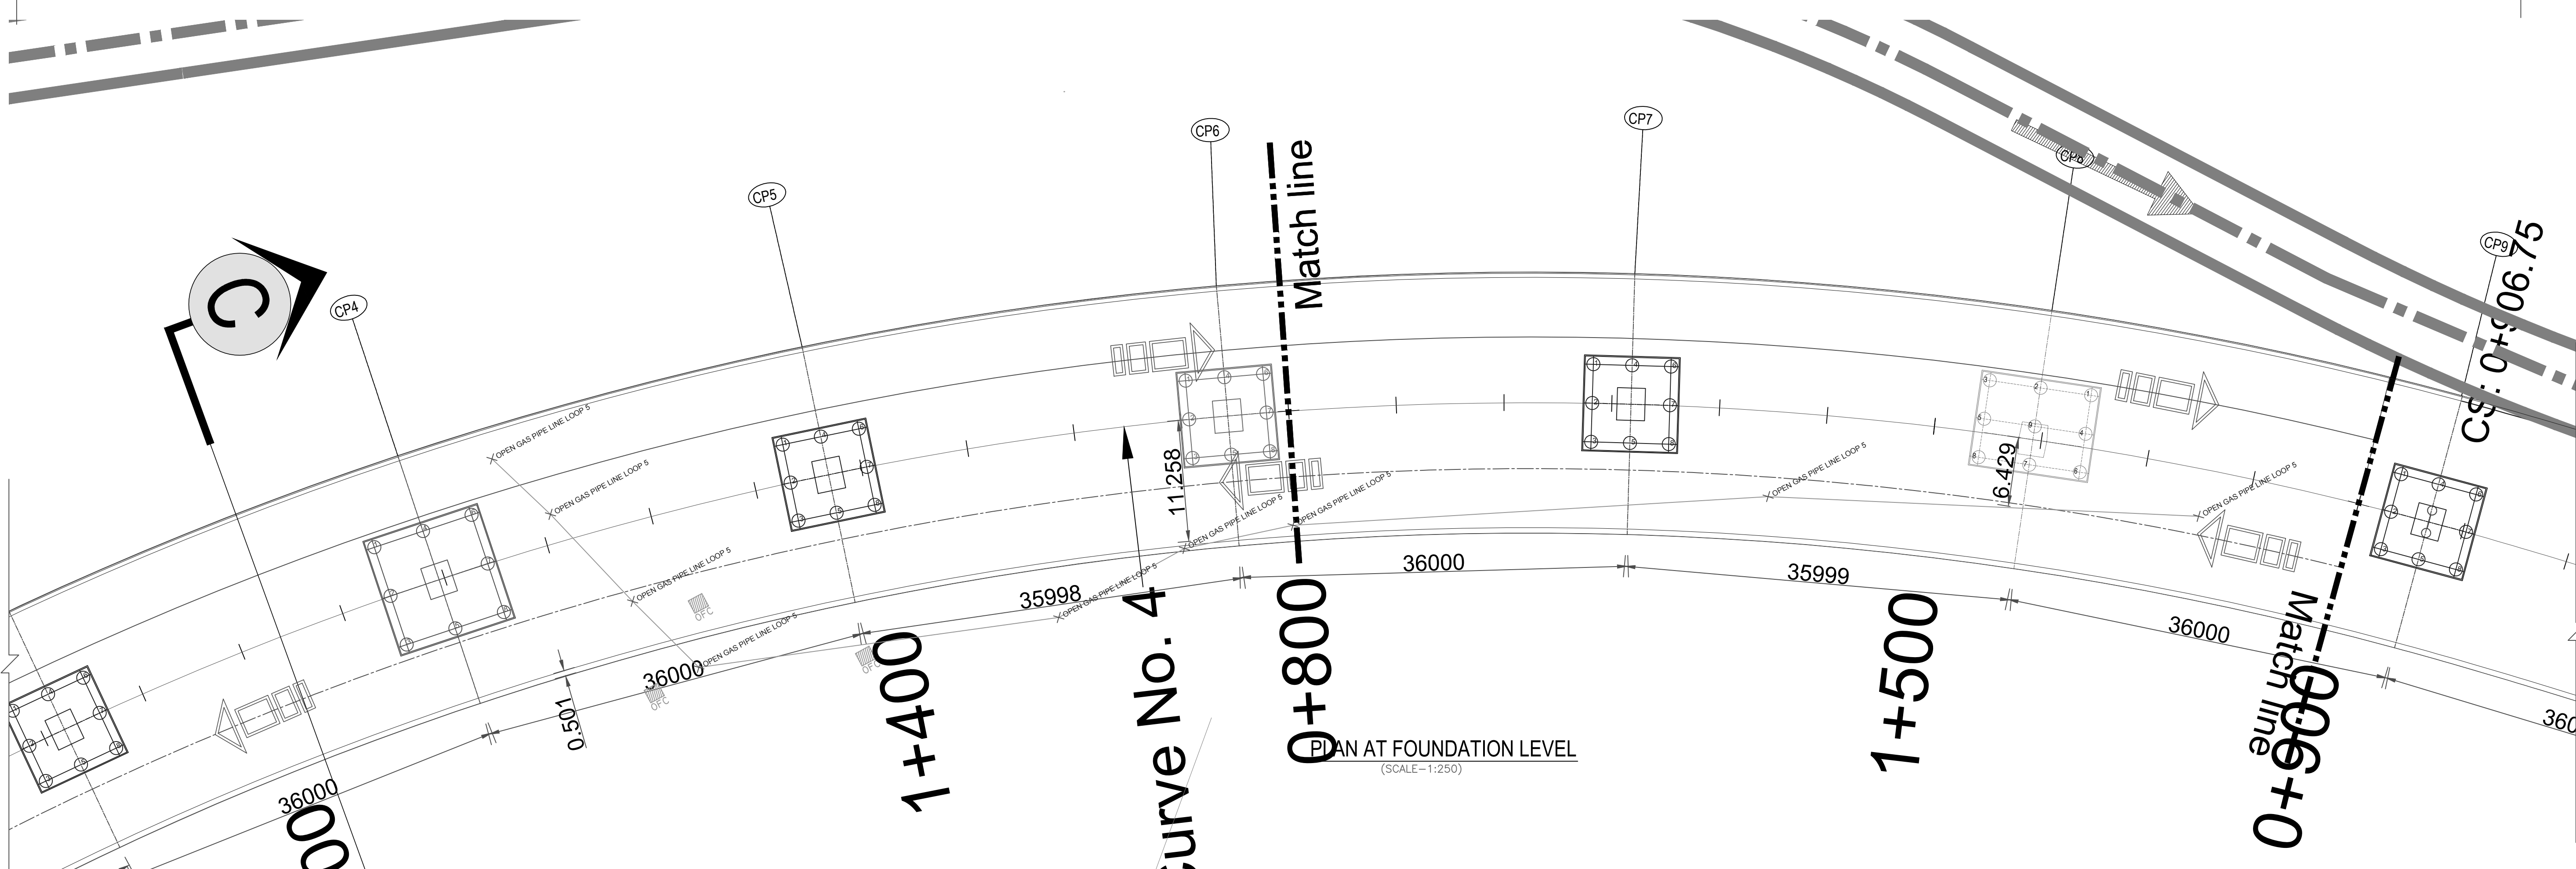 CP7
CP6
Match line
CP8
CP5
CP9
CS: 0+906.75
C
CP4
OPEN GAS PIPE LINE LOOP 5
OPEN GAS PIPE LINE LOOP 5
OPEN GAS PIPE LINE LOOP 5
OPEN GAS PIPE LINE LOOP 5
OPEN GAS PIPE LINE LOOP 5
OPEN GAS PIPE LINE LOOP 5
OPEN GAS PIPE LINE LOOP 5
OPEN GAS PIPE LINE LOOP 5
OPEN GAS PIPE LINE LOOP 5
OPEN GAS PIPE LINE LOOP 5
11.258
6.429
OFC
OFC
OFC
36000
0.501
36000
35998
36000
35999
36000
360
00
1+400
Curve No. 4
0+800
1+500
Match line
0+900
PLAN AT FOUNDATION LEVEL
(SCALE-1:250)